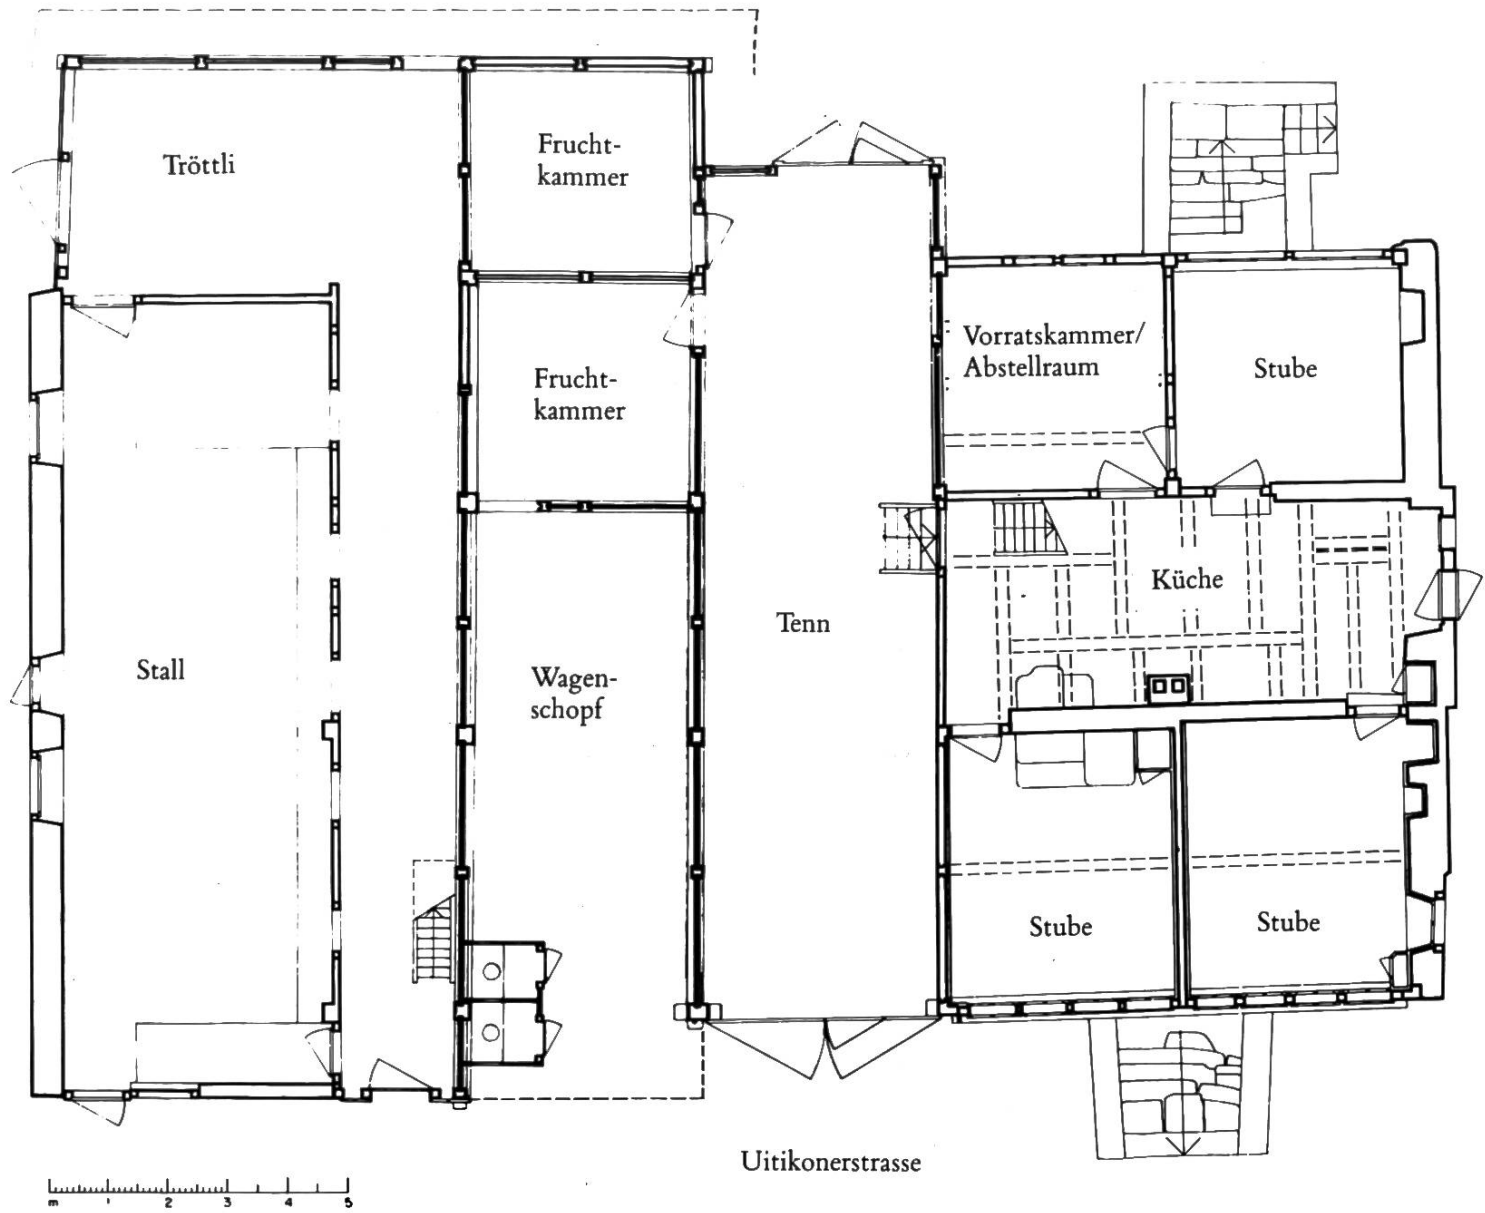 Tröttli
Frucht-
kammer
Frucht-
kammer
Vorratskammer/
Abstellraum
Stube
Küche
Tenn
Stall
Wagen-
schopf
Stube
Stube
Uitikonerstrasse
m 1 2 3 4 5